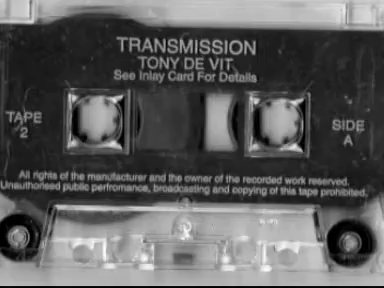 TRANSMISSION
TONY DE VIT
See Inlay Card For Details
TAPE
2
SIDE
A
All rights of the manufacturer and the owner of the recorded work reserved.
Unauthorised public perfromance, broadcasting and copying of this tape prohibited.